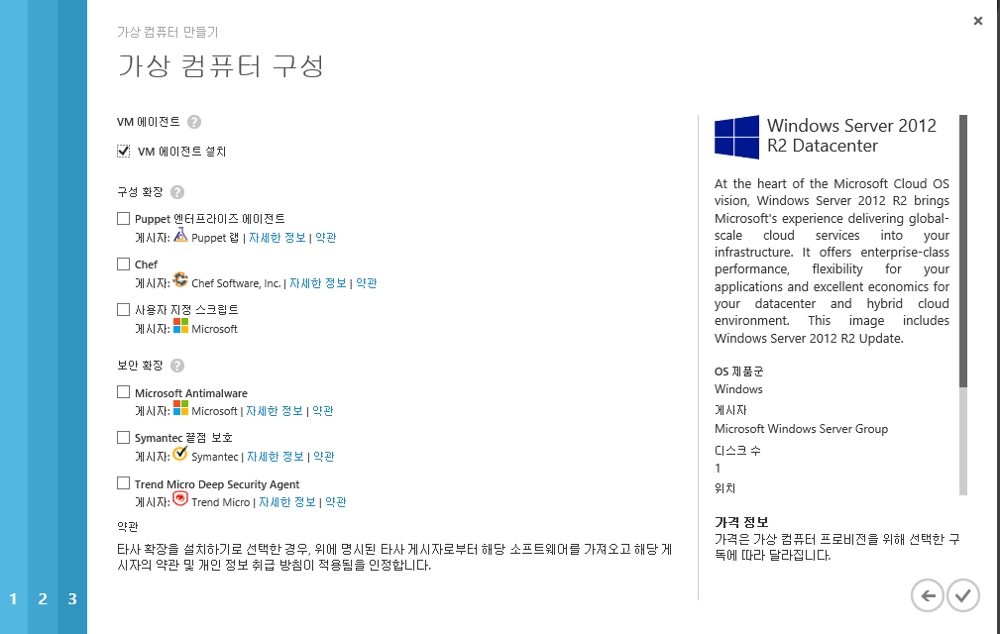 가상 컴퓨터 만들기
가상 컴퓨터 구성
VM 에이전트 ?
VM 에이전트 설치
구성 확장 ?
Puppet 엔터프라이즈 에이전트
게시자: Puppet 랩 | 자세한 정보 | 약관
Chef
게시자: Chef Software, Inc. | 자세한 정보 | 약관
사용자 지정 스크립트
게시자: Microsoft
보안 확장 ?
Microsoft Antimalware
게시자: Microsoft | 자세한 정보 | 약관
Symantec 끝점 보호
게시자: Symantec | 자세한 정보 | 약관
Trend Micro Deep Security Agent
게시자: Trend Micro | 자세한 정보 | 약관
약관
타사 확장을 설치하기로 선택한 경우, 위에 명시된 타사 게시자로부터 해당 소프트웨어를 가져오고 해당 게
시자의 약관 및 개인 정보 취급 방침이 적용됨을 인정합니다.
Windows Server 2012
R2 Datacenter
At the heart of the Microsoft Cloud OS
vision, Windows Server 2012 R2 brings
Microsoft's experience delivering global-
scale cloud services into your
infrastructure. It offers enterprise-class
performance, flexibility for your
applications and excellent economics for
your datacenter and hybrid cloud
environment. This image includes
Windows Server 2012 R2 Update.
OS 제품군
Windows
게시자
Microsoft Windows Server Group
디스크 수
1
위치
가격 정보
가격은 가상 컴퓨터 프로비전을 위해 선택한 구
독에 따라 달라집니다.
1 2 3